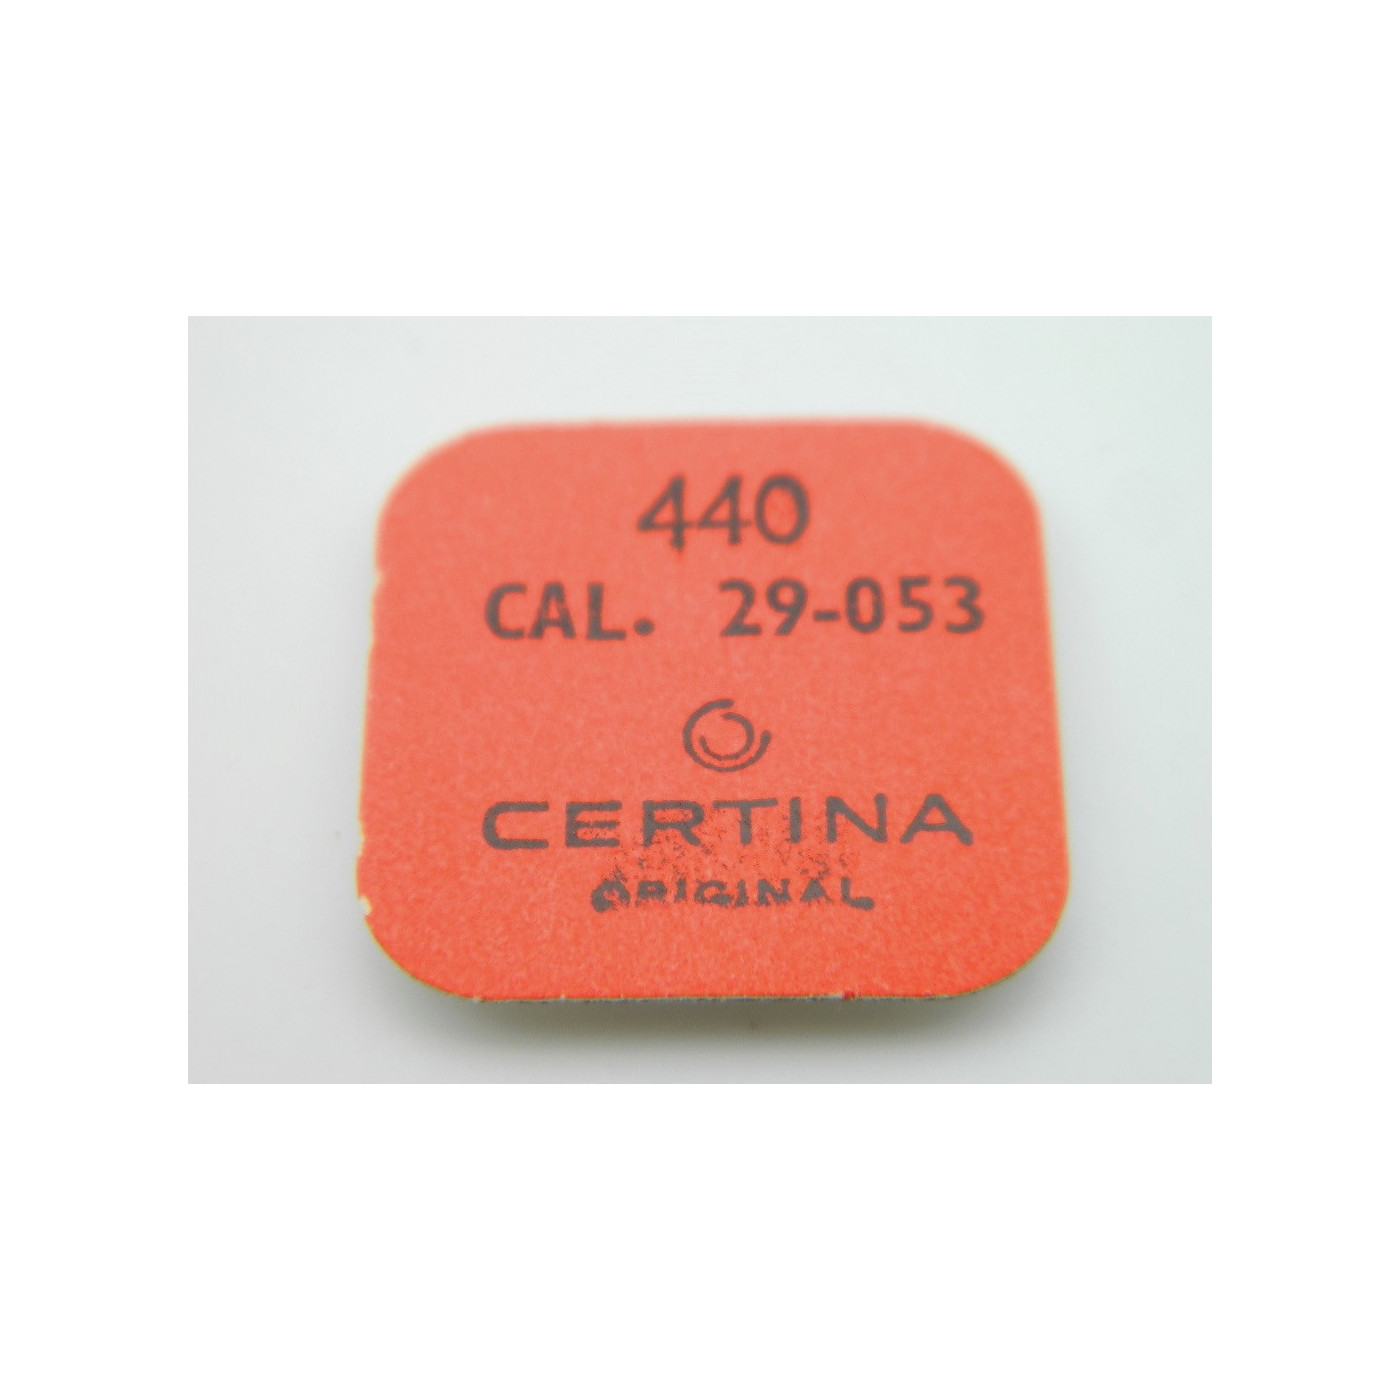 440
CAL. 29-053
CERTINA
ORIGINAL